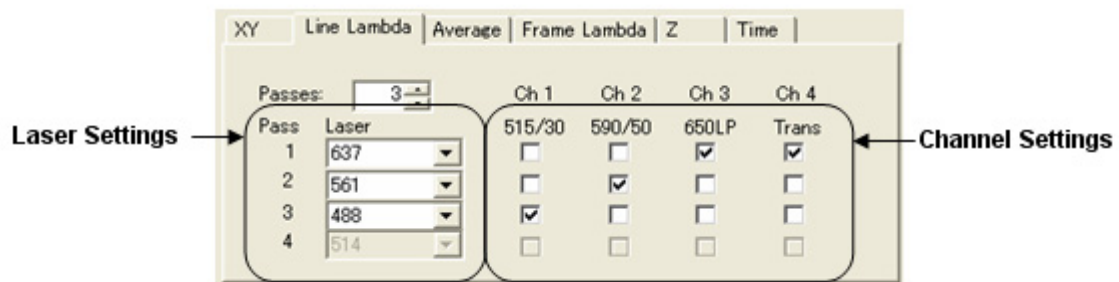 XY Line Lambda Average Frame Lambda Z Time
Passes: 3 Ch 1 Ch 2 Ch 3 Ch 4
Pass Laser 515/30 590/50 650LP Trans
Laser Settings Channel Settings
1 637
2 561
3 488
4 514